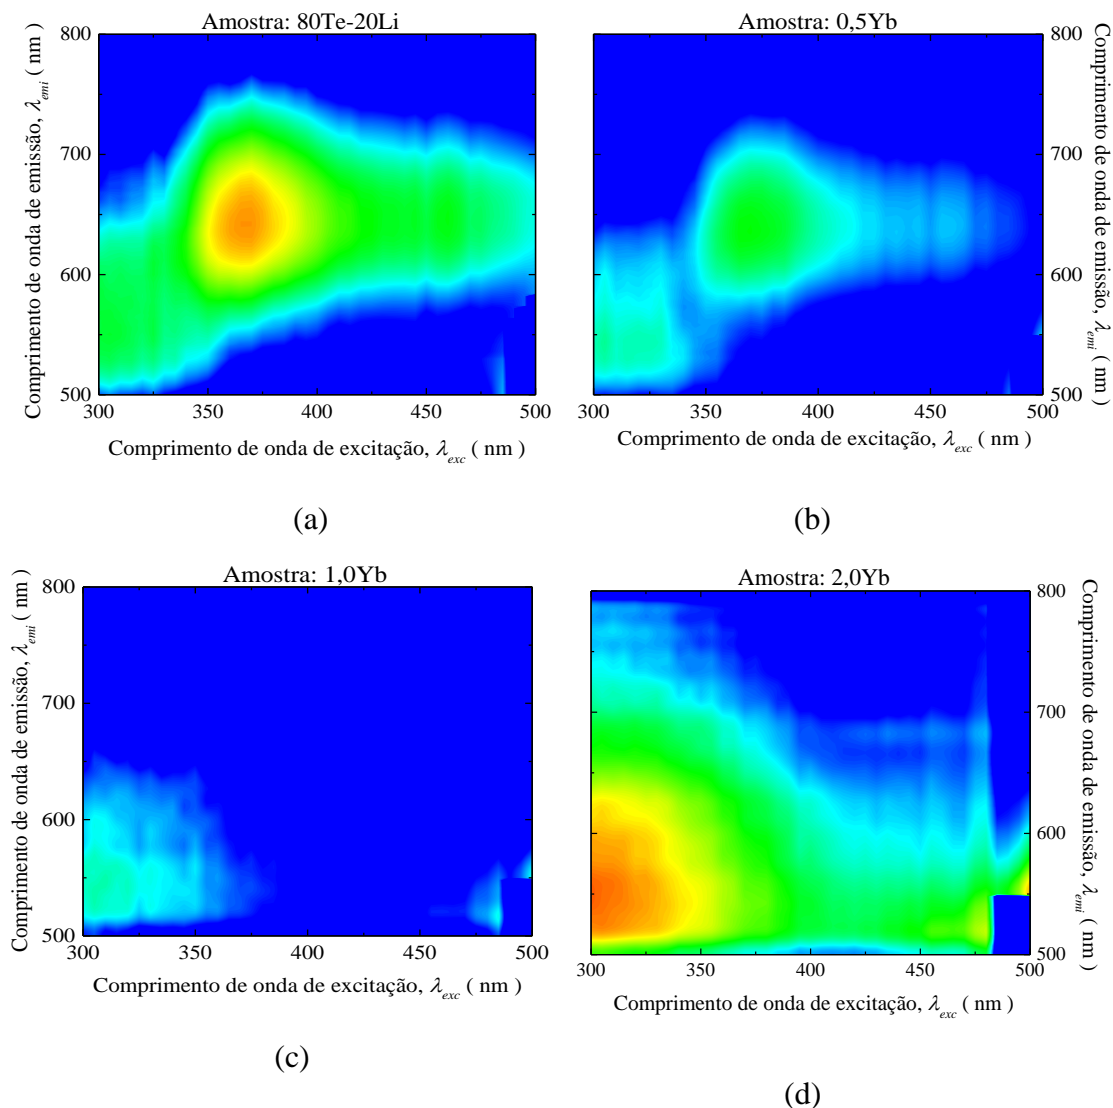 Amostra: 80Te-20Li
800
700
600
500
300 350 400 450 500
Comprimento de onda de emissão, λemi ( nm )
Comprimento de onda de excitação, λexc ( nm )
(a)
Amostra: 0,5Yb
800
700
600
500
300 350 400 450 500
Comprimento de onda de emissão, λemi ( nm )
Comprimento de onda de excitação, λexc ( nm )
(b)
Amostra: 1,0Yb
800
700
600
500
300 350 400 450 500
Comprimento de onda de emissão, λemi ( nm )
Comprimento de onda de excitação, λexc ( nm )
(c)
Amostra: 2,0Yb
800
700
600
500
300 350 400 450 500
Comprimento de onda de emissão, λemi ( nm )
Comprimento de onda de excitação, λexc ( nm )
(d)